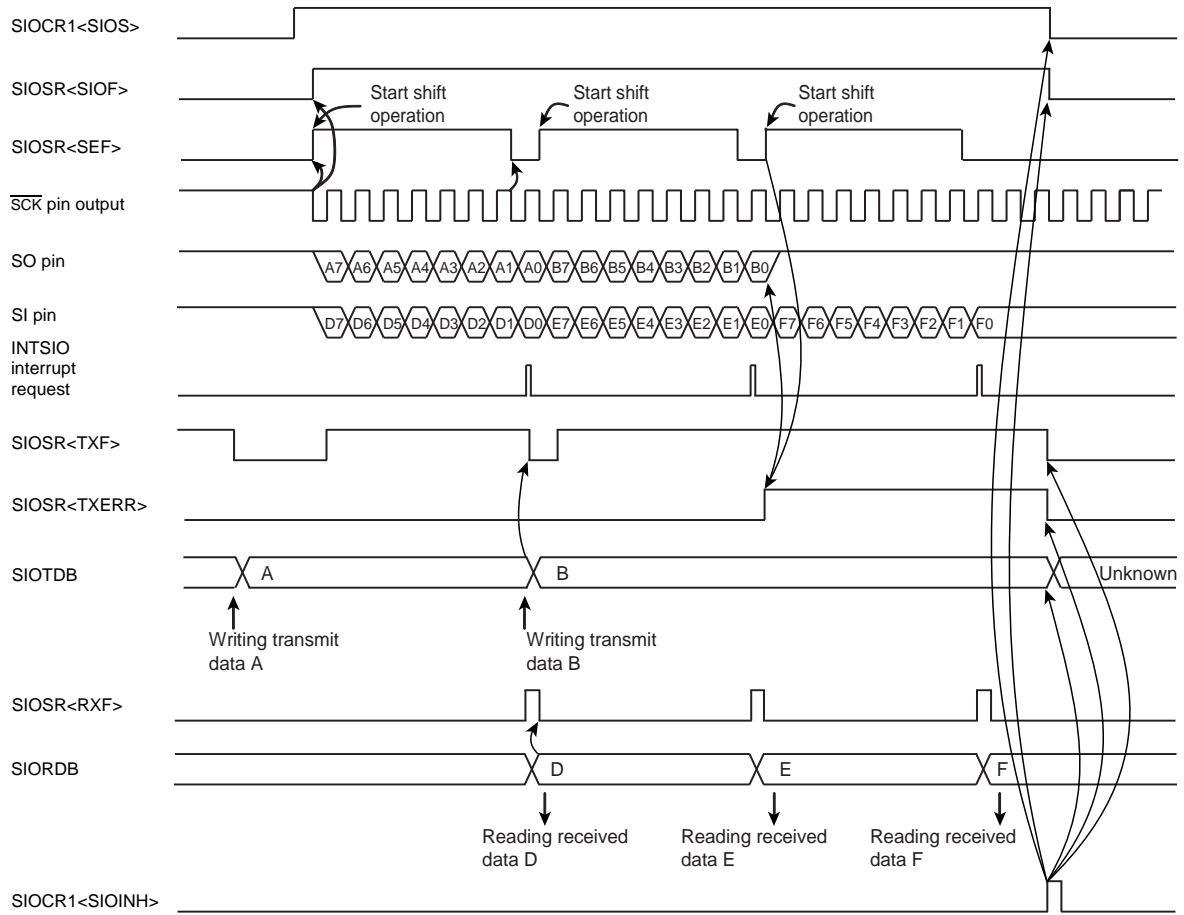 SIOCR1<SIOS>
SIOSR<SIOF>
Start shift
operation
Start shift
operation
Start shift
operation
SIOSR<SEF>
SCK pin output
SO pin
A7 A6 A5 A4 A3 A2 A1 A0 B7 B6 B5 B4 B3 B2 B1 B0
SI pin
D7 D6 D5 D4 D3 D2 D1 D0 E7 E6 E5 E4 E3 E2 E1 E0 F7 F6 F5 F4 F3 F2 F1 F0
INTSIO
interrupt
request
SIOSR<TXF>
SIOSR<TXERR>
SIOTDB
A
B
Unknown
Writing transmit
data A
Writing transmit
data B
SIOSR<RXF>
SIORDB
D
E
F
Reading received
data D
Reading received
data E
Reading received
data F
SIOCR1<SIOINH>